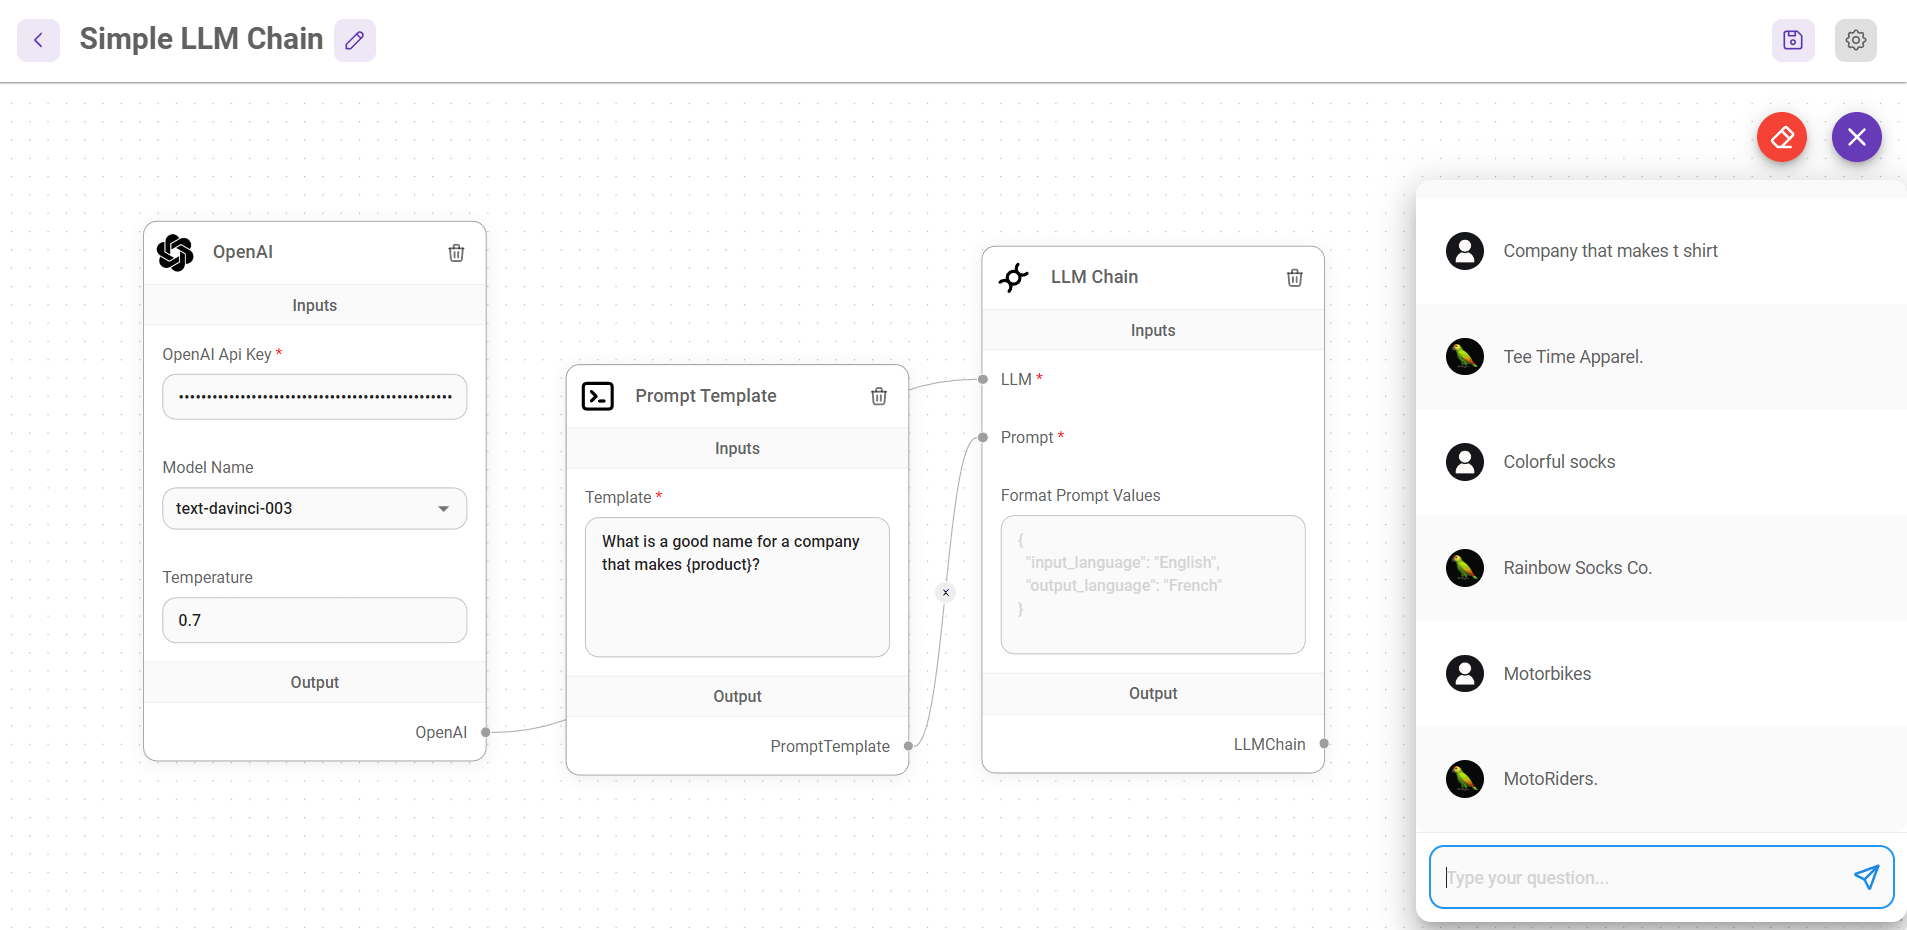 Simple LLM Chain
OpenAI
Inputs
OpenAI Api Key *
••••••••••••••••••••••••••••••••••••••••••••••••••
Model Name
text-davinci-003
Temperature
0.7
Output
OpenAI
Prompt Template
Inputs
Template *
What is a good name for a company
that makes {product}?
Output
PromptTemplate
x
LLM Chain
Inputs
LLM *
Prompt *
Format Prompt Values
{
"input_language": "English",
"output_language": "French"
}
Output
LLMChain
Company that makes t shirt
Tee Time Apparel.
Colorful socks
Rainbow Socks Co.
Motorbikes
MotoRiders.
Type your question...